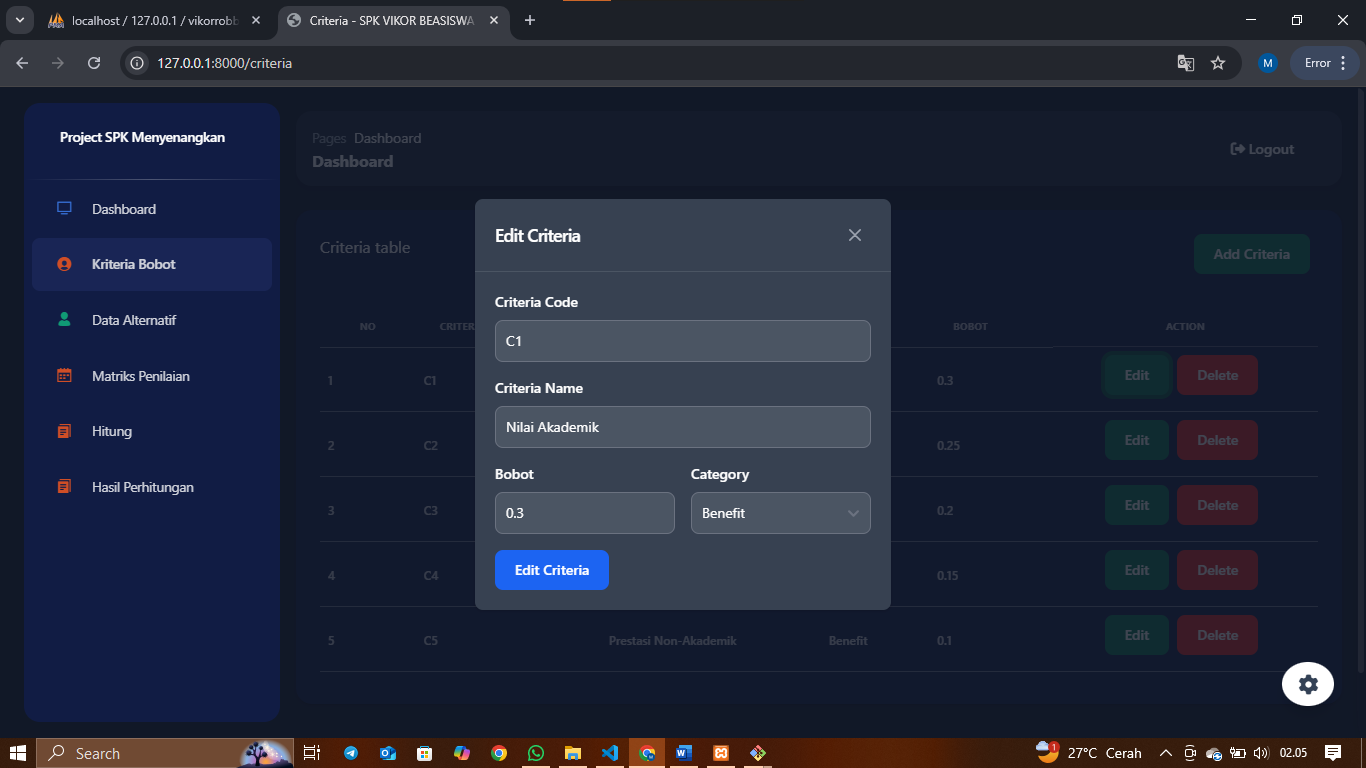 localhost / 127.0.0.1 / vikorrobb
Criteria - SPK VIKOR BEASISWA
127.0.0.1:8000/criteria
M
Error
Project SPK Menyenangkan
Dashboard
Kriteria Bobot
Data Alternatif
Matriks Penilaian
Hitung
Hasil Perhitungan
Pages Dashboard
Dashboard
Logout
Criteria table
Add Criteria
NO CRITER BOBOT ACTION
1 C1 0.3 Edit Delete
2 C2 0.25 Edit Delete
3 C3 0.2 Edit Delete
4 C4 0.15 Edit Delete
5 C5 Prestasi Non-Akademik Benefit 0.1 Edit Delete
Edit Criteria
Criteria Code
C1
Criteria Name
Nilai Akademik
Bobot Category
0.3 Benefit
Edit Criteria
Search
1
27°C Cerah
02.05